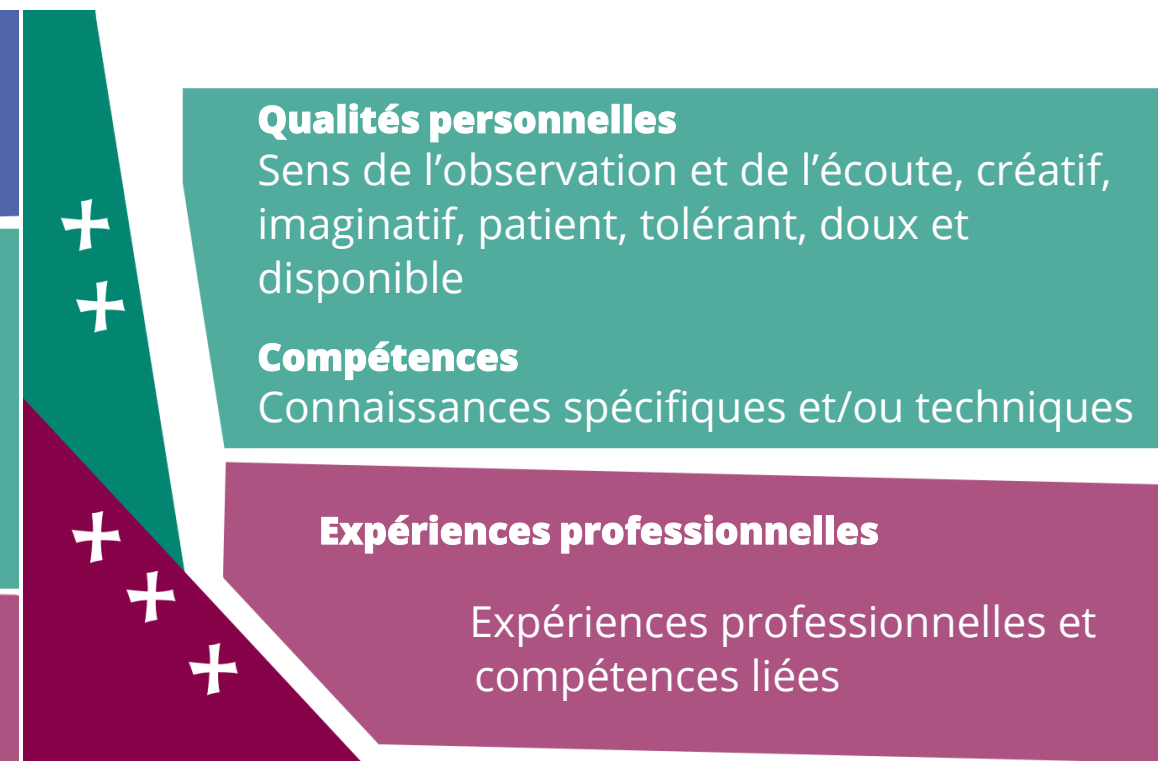 Qualités personnelles
Sens de l’observation et de l’écoute, créatif,
imaginatif, patient, tolérant, doux et
disponible
Compétences
Connaissances spécifiques et/ou techniques
Expériences professionnelles
Expériences professionnelles et
compétences liées